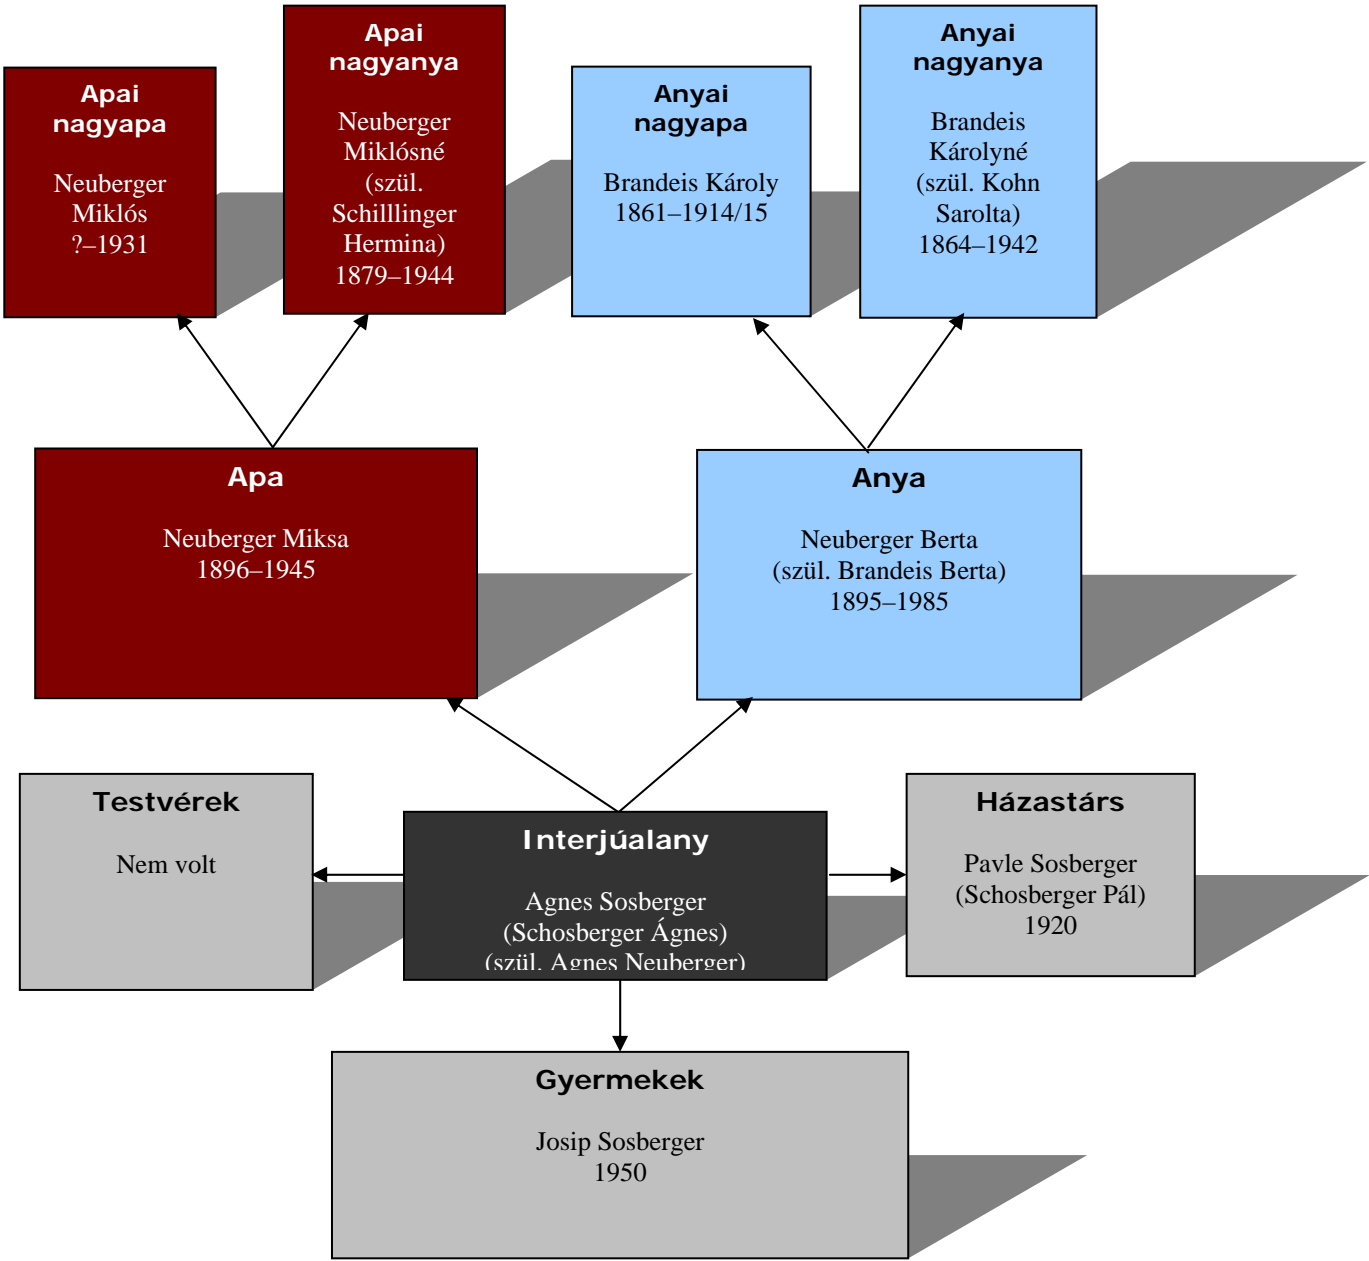 Apai
nagyapa
Neuberger
Miklós
?–1931
Apai
nagyanya
Neuberger
Miklósné
(szül.
Schilllinger
Hermina)
1879–1944
Anyai
nagyapa
Brandeis Károly
1861–1914/15
Anyai
nagyanya
Brandeis
Károlyné
(szül. Kohn
Sarolta)
1864–1942
Apa
Neuberger Miksa
1896–1945
Anya
Neuberger Berta
(szül. Brandeis Berta)
1895–1985
Testvérek
Nem volt
Interjúalany
Agnes Sosberger
(Schosberger Ágnes)
(szül. Agnes Neuberger)
Házastárs
Pavle Sosberger
(Schosberger Pál)
1920
Gyermekek
Josip Sosberger
1950